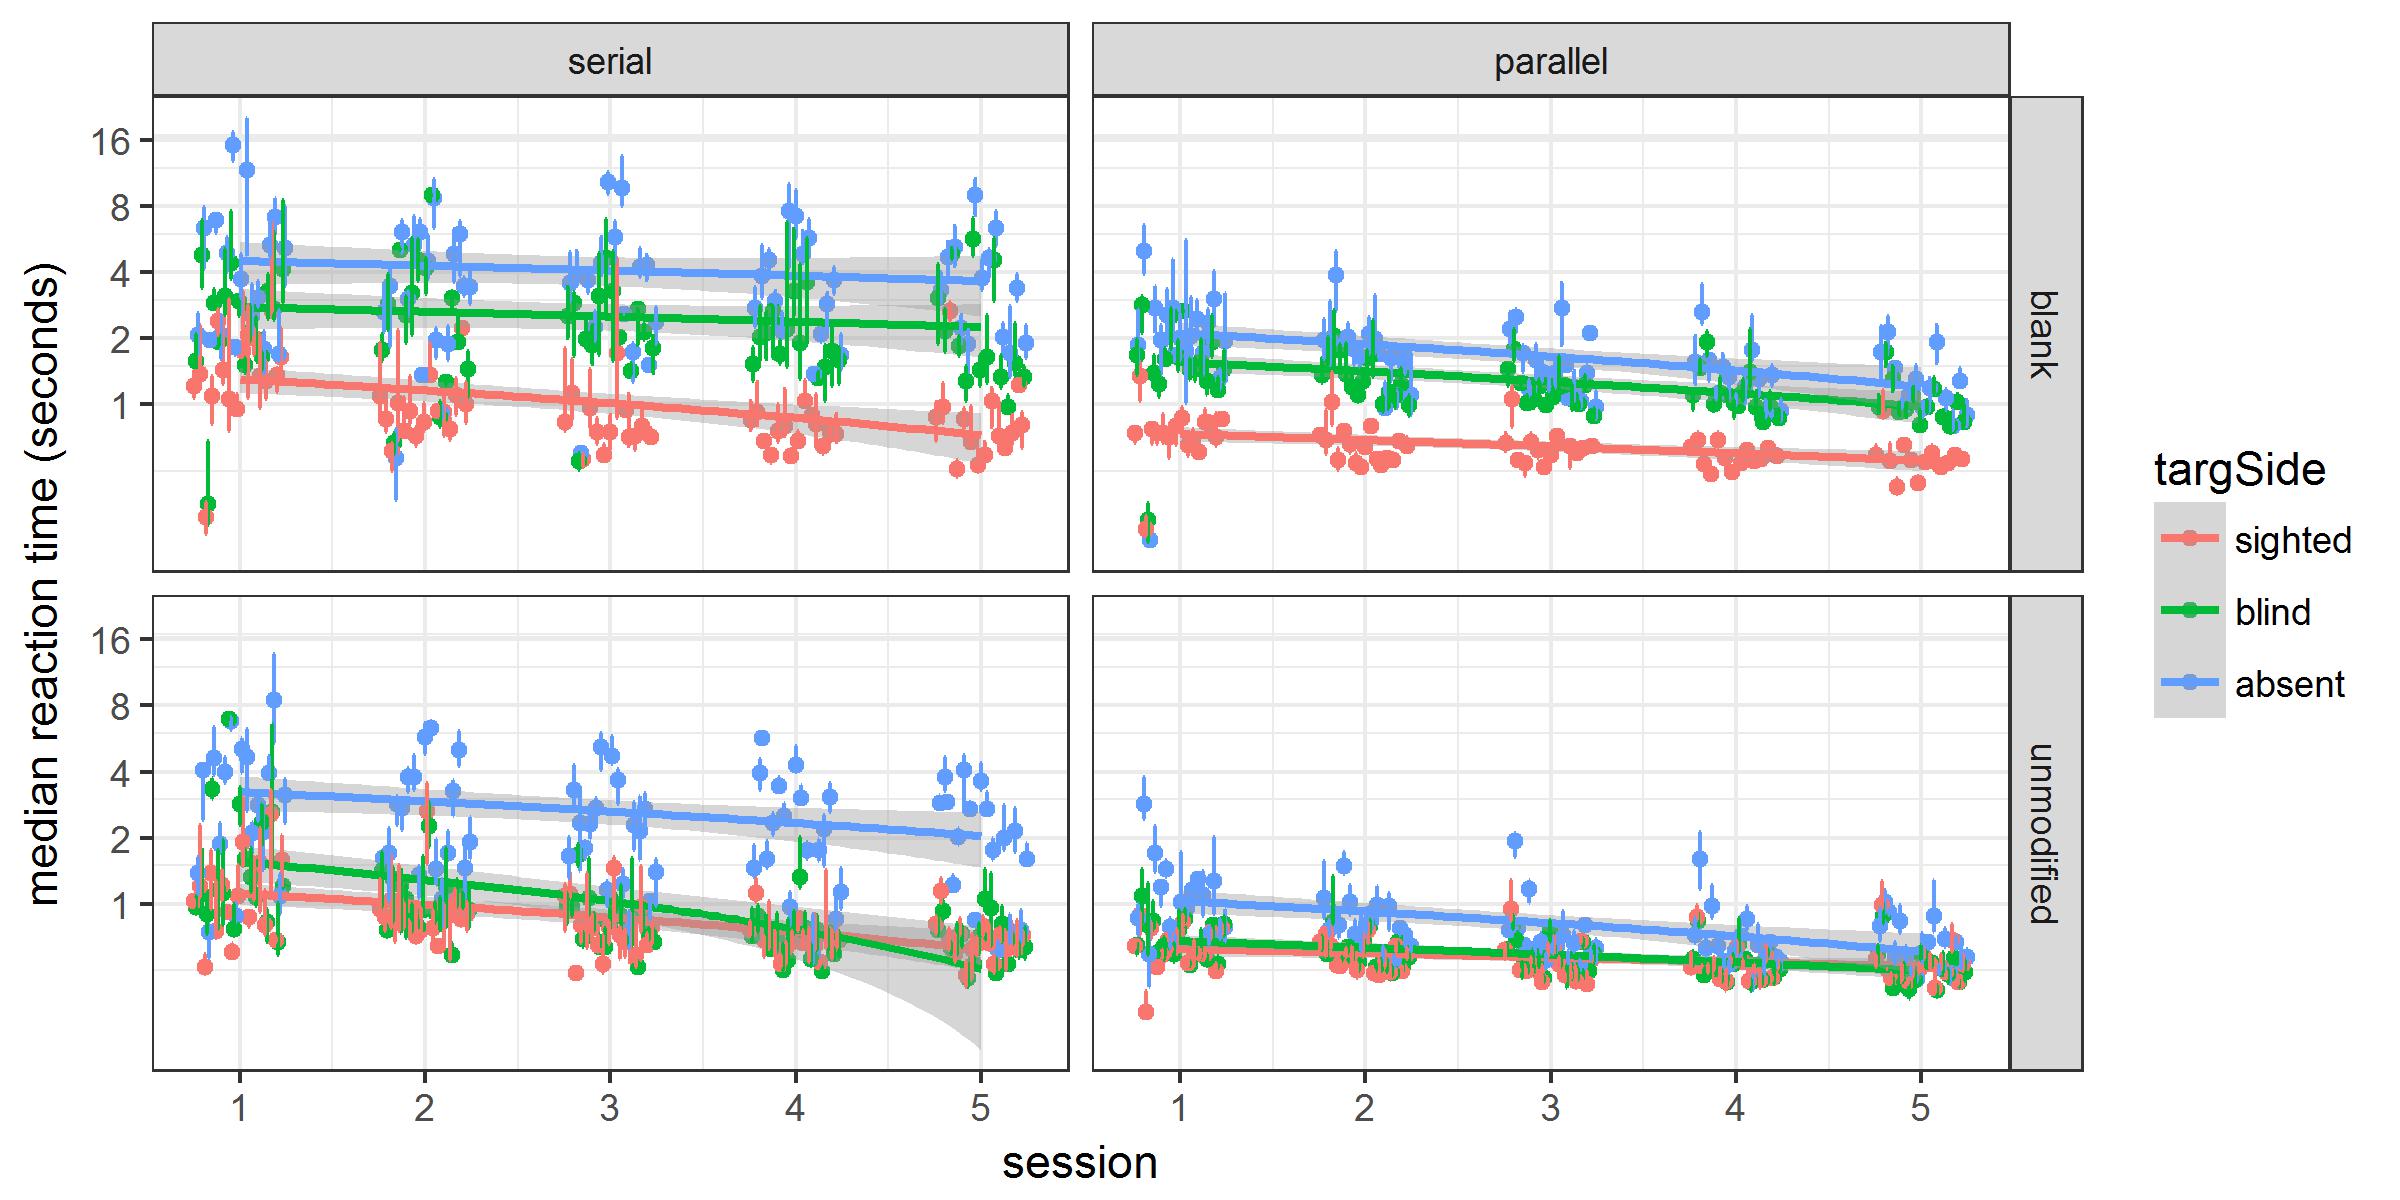 serial
parallel
median reaction time (seconds)
16
8
4
2
1
blank
16
8
4
2
1
unmodified
1
2
3
4
5
1
2
3
4
5
session
targSide
sighted
blind
absent